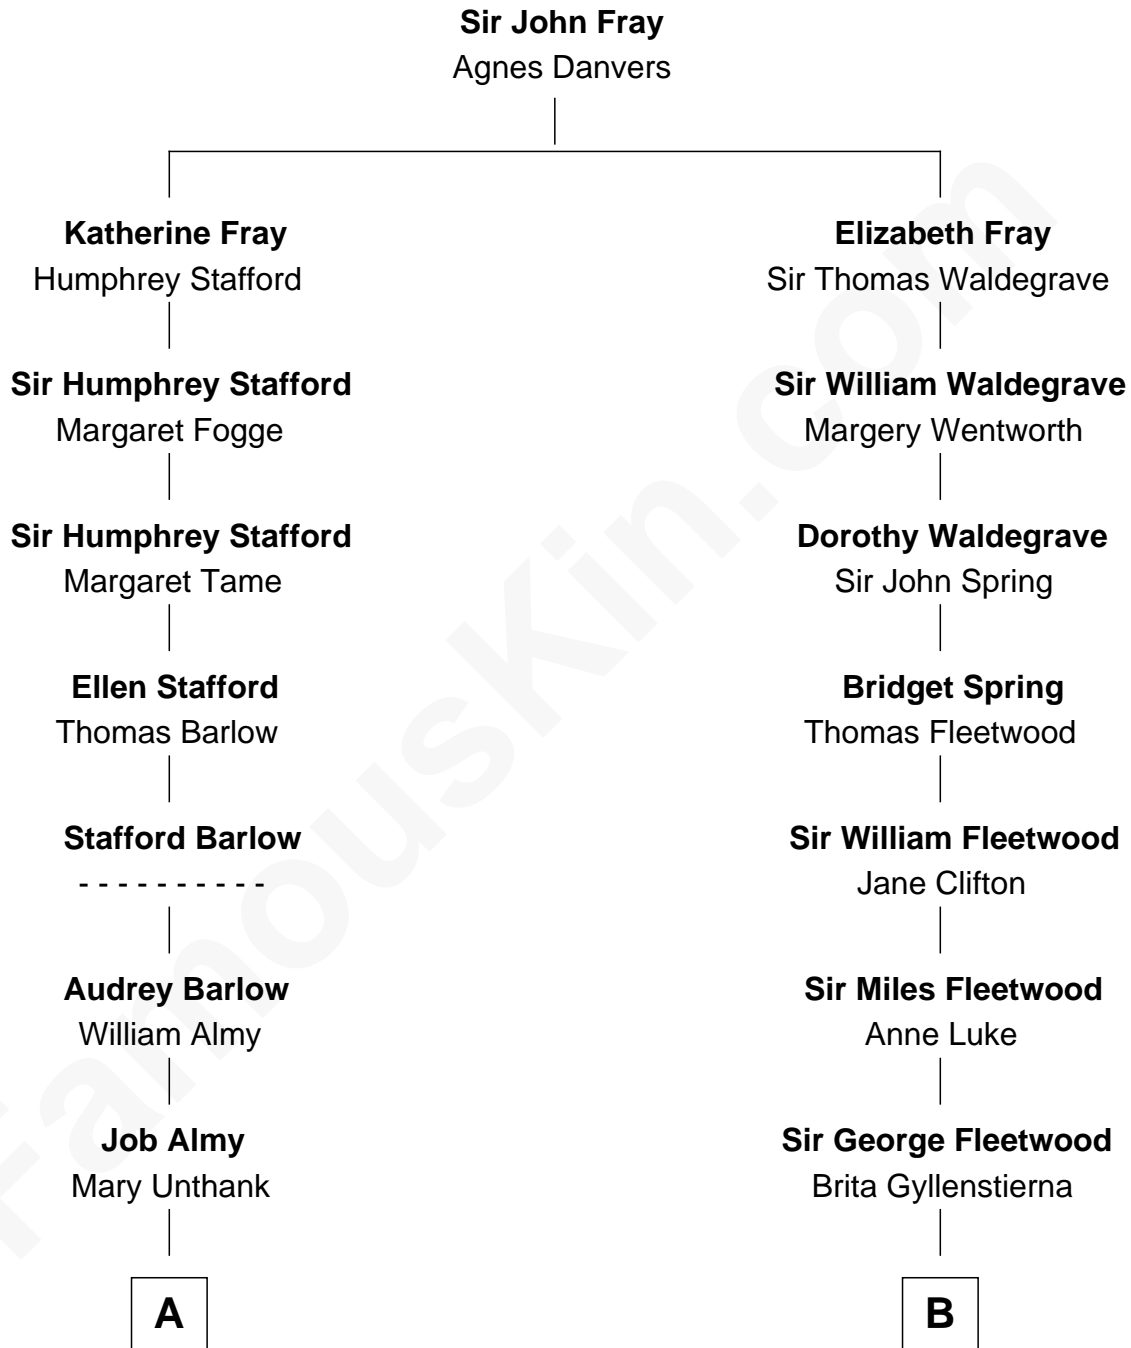 Sir John Fray
Agnes Danvers
Katherine Fray
Humphrey Stafford
Elizabeth Fray
Sir Thomas Waldegrave
Sir Humphrey Stafford
Margaret Fogge
Sir William Waldegrave
Margery Wentworth
Sir Humphrey Stafford
Margaret Tame
Dorothy Waldegrave
Sir John Spring
Ellen Stafford
Thomas Barlow
Bridget Spring
Thomas Fleetwood
Stafford Barlow
- - - - - - - - - -
Sir William Fleetwood
Jane Clifton
Audrey Barlow
William Almy
Sir Miles Fleetwood
Anne Luke
Job Almy
Mary Unthank
Sir George Fleetwood
Brita Gyllenstierna
A
B
FamousKin.com